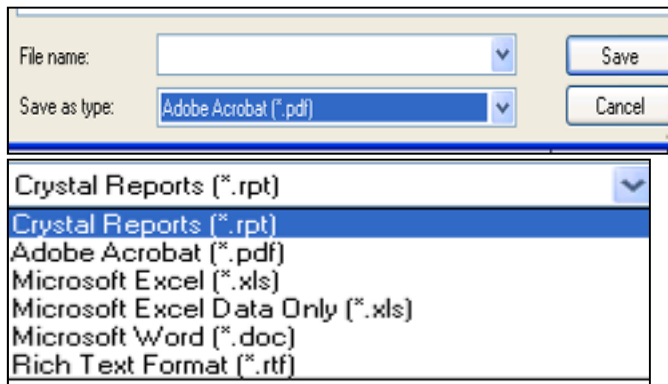 File name:
Save
Save as type:
Adobe Acrobat (*.pdf)
Cancel
Crystal Reports (*.rpt)
Crystal Reports (*.rpt)
Adobe Acrobat (*.pdf)
Microsoft Excel (*.xls)
Microsoft Excel Data Only (*.xls)
Microsoft Word (*.doc)
Rich Text Format (*.rtf)